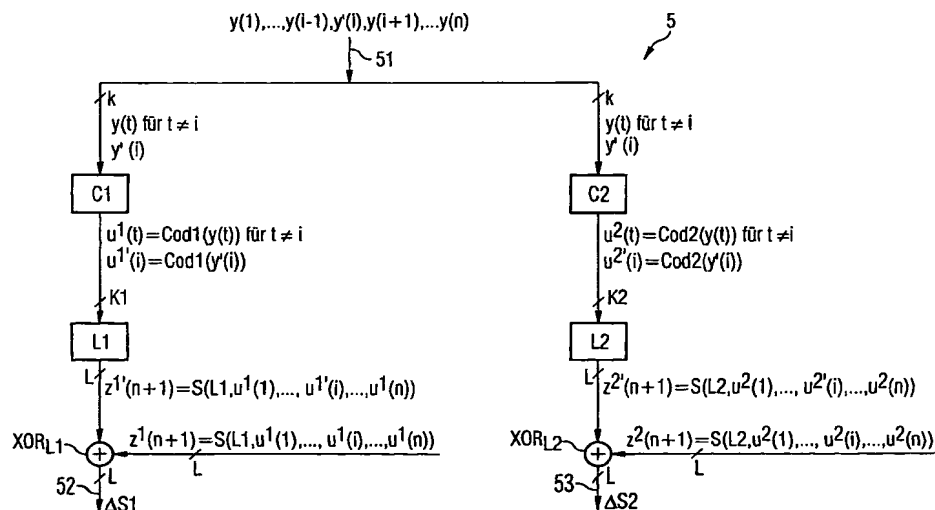 y(1),...,y(i-1),y'(i),y(i+1),...y(n)
5
51
k
k
y(t) für t ≠ i
y' (i)
y(t) für t ≠ i
y' (i)
C1
C2
u¹(t)=Cod1(y(t)) für t ≠ i
u¹'(i)=Cod1(y'(i))
u²(t)=Cod2(y(t)) für t≠i
u²'(i)=Cod2(y'(i))
K1
K2
L1
L2
L
z¹'(n+1)=S(L1,u¹(1),..., u¹'(i),...,u¹(n))
L
z²'(n+1)=S(L2,u²(1),..., u²'(i),...,u²(n))
XORL1
z¹(n+1)=S(L1,u¹(1),..., u¹(i),...,u¹(n))
XORL2
z²(n+1)=S(L2,u²(1),..., u²(i),...,u²(n))
L
L
52
L
53
L
ΔS1
ΔS2